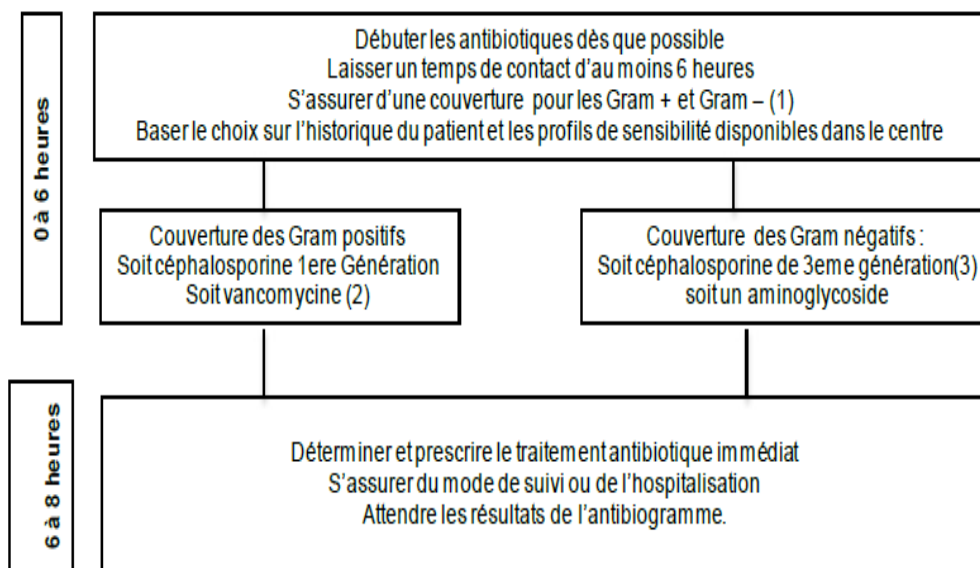 0 à 6 heures
Débuter les antibiotiques dès que possible
Laisser un temps de contact d'au moins 6 heures
S'assurer d'une couverture pour les Gram + et Gram – (1)
Baser le choix sur l'historique du patient et les profils de sensibilité disponibles dans le centre
Couverture des Gram positifs
Soit céphalosporine 1ere Génération
Soit vancomycine (2)
Couverture des Gram négatifs :
Soit céphalosporine de 3eme génération(3)
soit un aminoglycoside
6 à 8 heures
Déterminer et prescrire le traitement antibiotique immédiat
S'assurer du mode de suivi ou de l'hospitalisation
Attendre les résultats de l'antibiogramme.